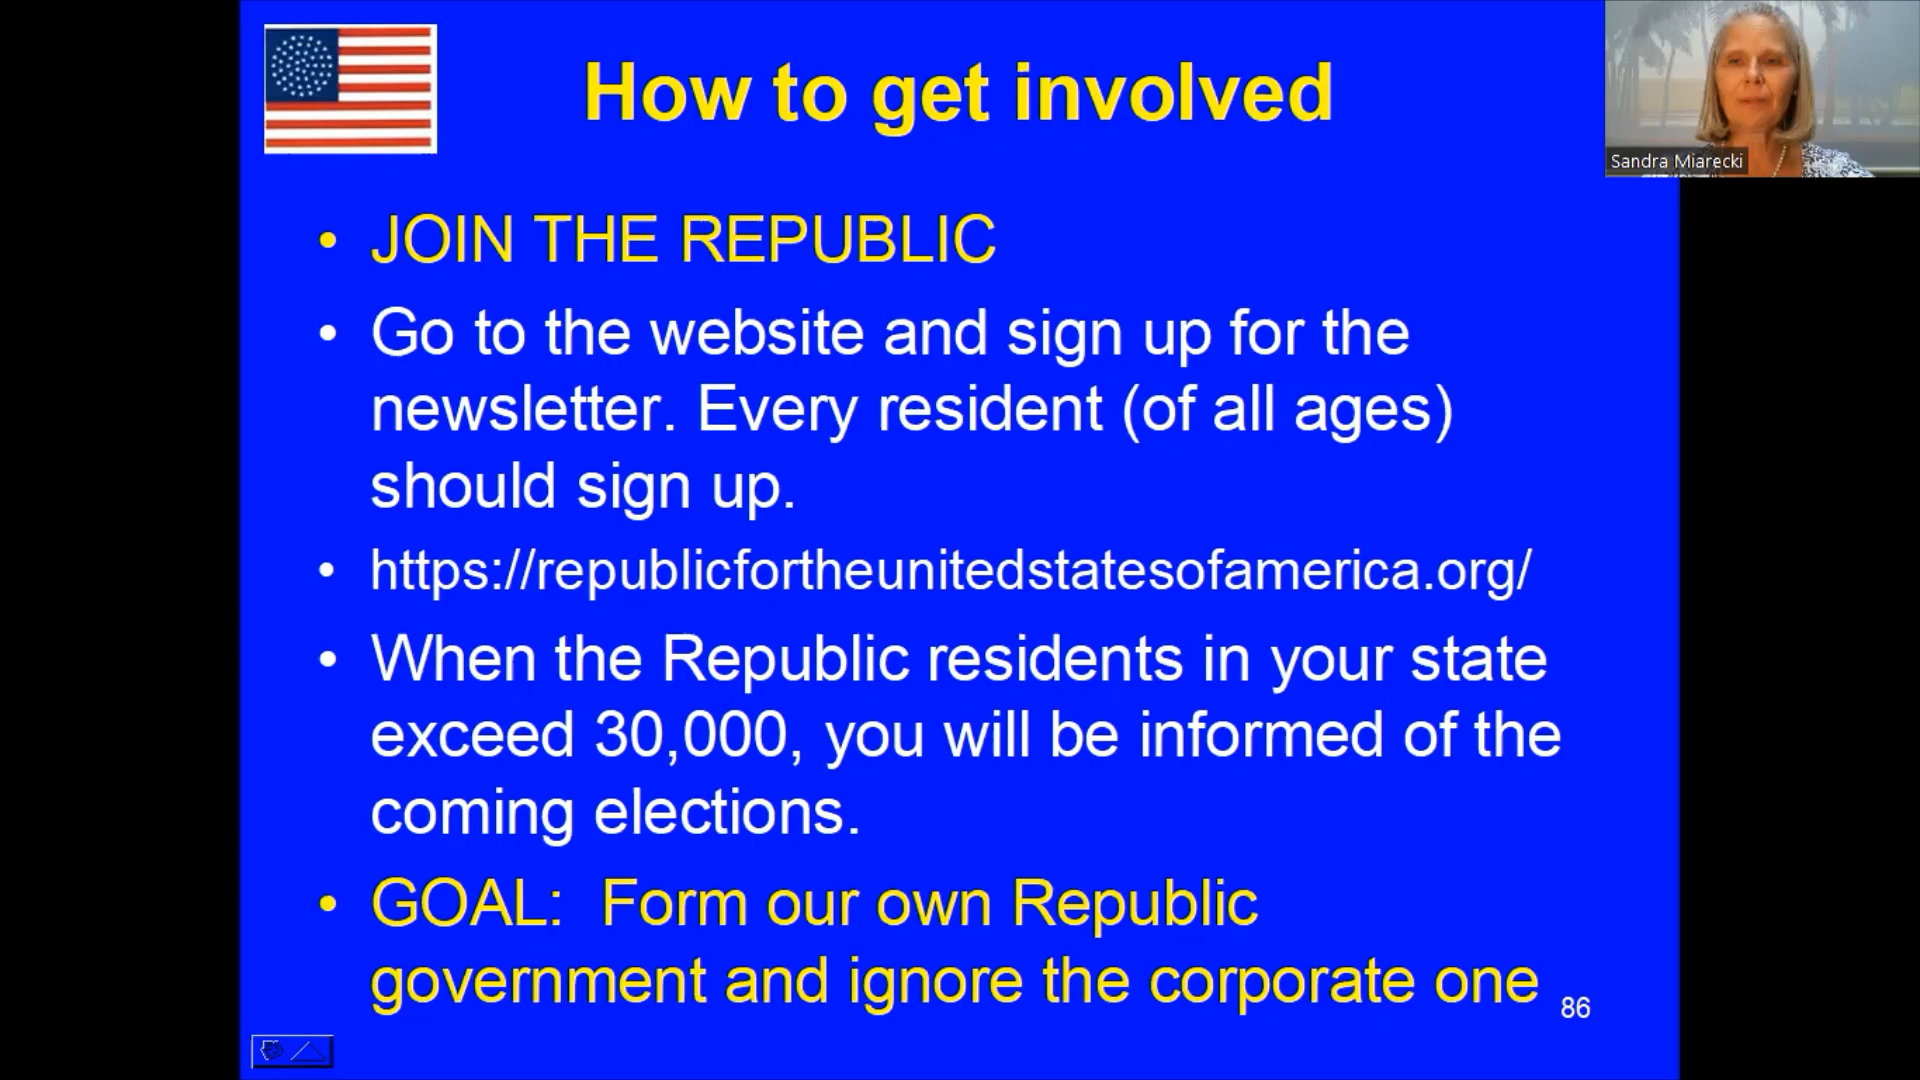 How to get involved
Sandra Miarecki
• JOIN THE REPUBLIC
• Go to the website and sign up for the
newsletter. Every resident (of all ages)
should sign up.
• https://republicfortheunitedstatesofamerica.org/
• When the Republic residents in your state
exceed 30,000, you will be informed of the
coming elections.
• GOAL: Form our own Republic
government and ignore the corporate one
86